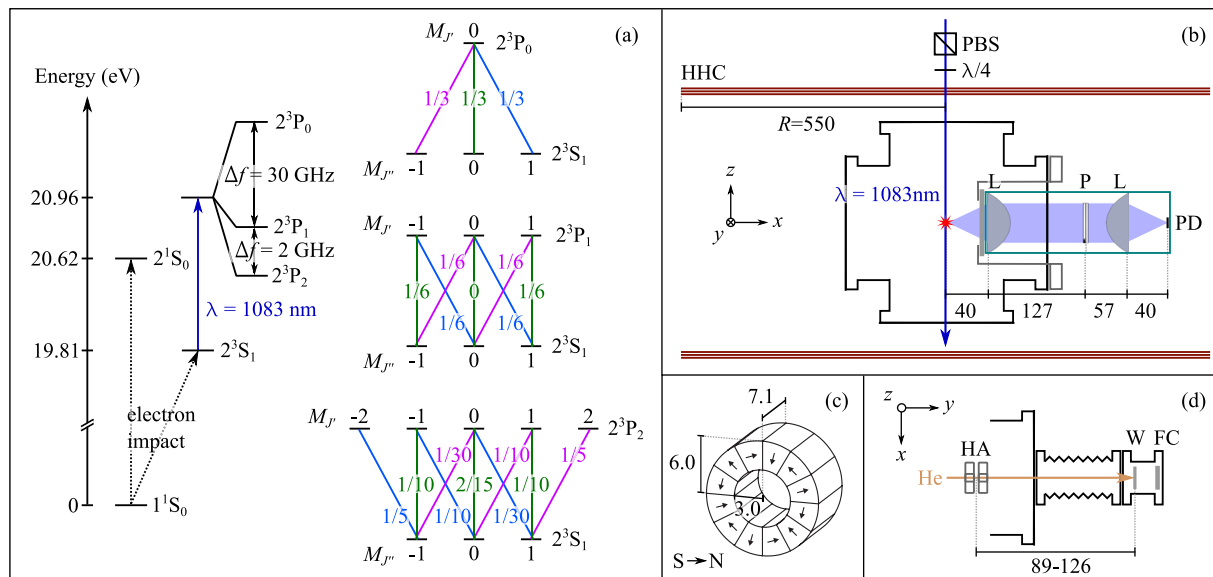 (a)
Energy (eV)
20.96
20.62
19.81
0
2³P₀
Δf = 30 GHz
2³P₁
Δf = 2 GHz
2³P₂
2¹S₀
λ = 1083 nm
2³S₁
electron
impact
1¹S₀
M_J' 0 2³P₀
1/3 1/3 1/3
M_J'' -1 0 1 2³S₁
M_J' -1 0 1 2³P₁
1/6 1/6
1/6 0 1/6
1/6 1/6
M_J'' -1 0 1 2³S₁
M_J' -2 -1 0 1 2 2³P₂
1/30 1/10 1/5
1/10 2/15 1/10
1/5 1/10 1/30
M_J'' -1 0 1 2³S₁
(b)
PBS
λ/4
HHC
R=550
λ = 1083nm
z
y x
L P L
PD
40 127 57 40
(c)
7.1
6.0
3.0
S→N
(d)
z y
x
HA W FC
He
89-126